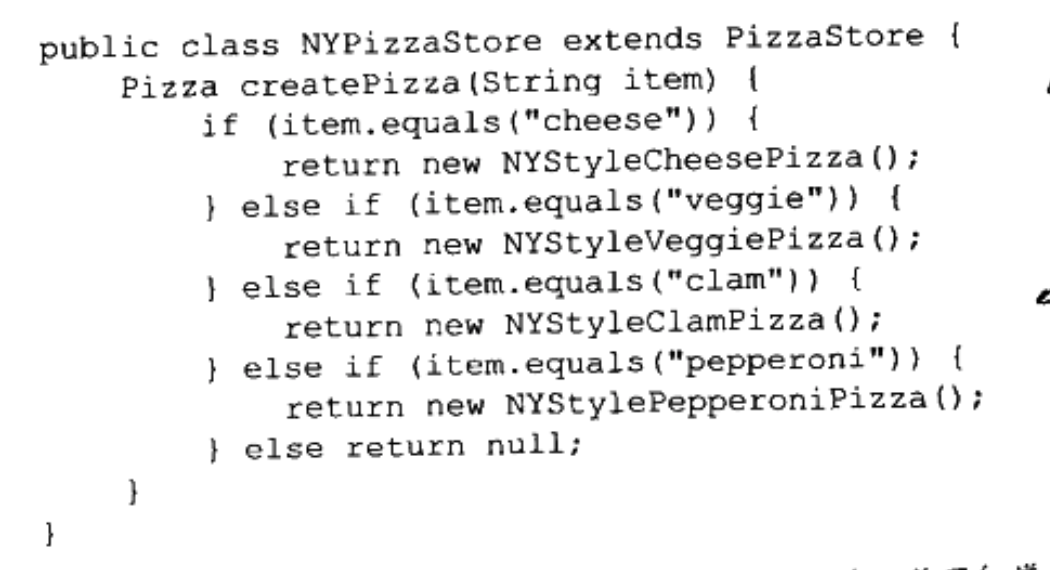 public class NYPizzaStore extends PizzaStore {
    Pizza createPizza(String item) {
        if (item.equals("cheese")) {
            return new NYStyleCheesePizza();
        } else if (item.equals("veggie")) {
            return new NYStyleVeggiePizza();
        } else if (item.equals("clam")) {
            return new NYStyleClamPizza();
        } else if (item.equals("pepperoni")) {
            return new NYStylePepperoniPizza();
        } else return null;
    }
}